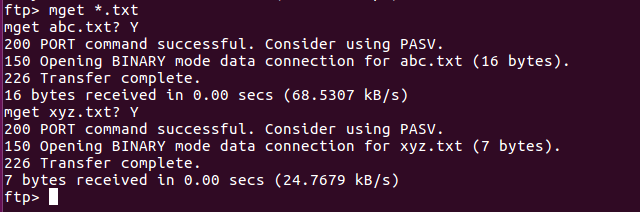 ftp> mget *.txt
mget abc.txt? Y
200 PORT command successful. Consider using PASV.
150 Opening BINARY mode data connection for abc.txt (16 bytes).
226 Transfer complete.
16 bytes received in 0.00 secs (68.5307 kB/s)
mget xyz.txt? Y
200 PORT command successful. Consider using PASV.
150 Opening BINARY mode data connection for xyz.txt (7 bytes).
226 Transfer complete.
7 bytes received in 0.00 secs (24.7679 kB/s)
ftp>